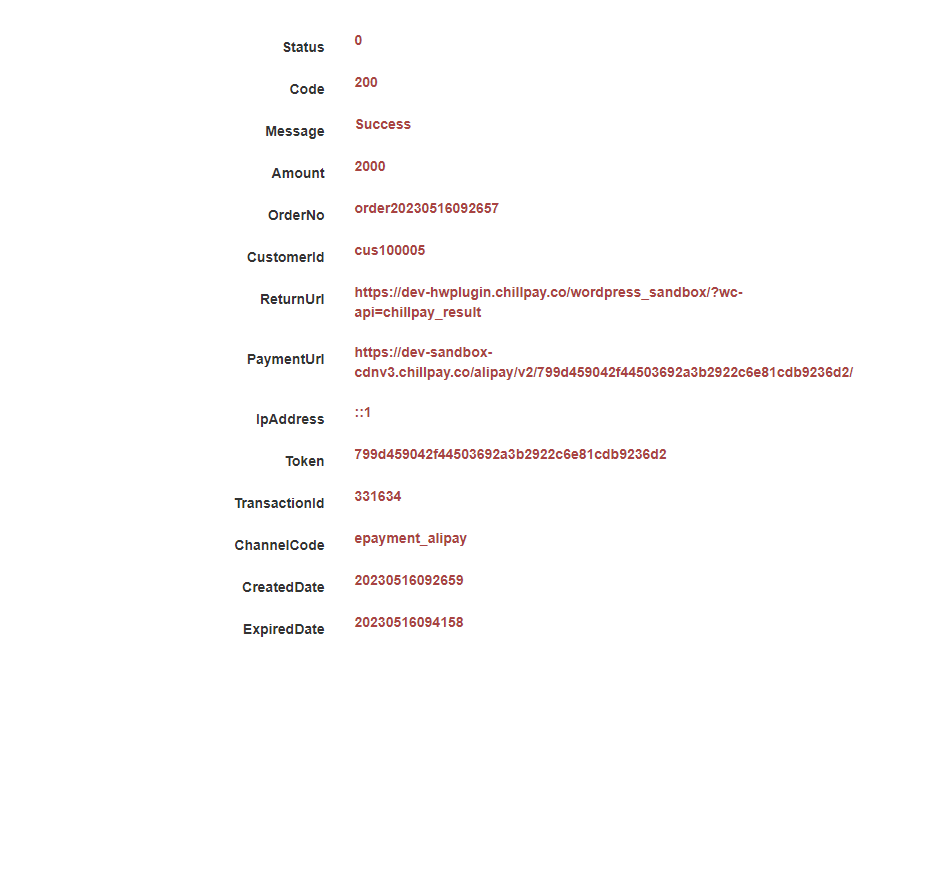 Status 0
Code 200
Message Success
Amount 2000
OrderNo order20230516092657
CustomerId cus100005
ReturnUrl https://dev-hwplugin.chillpay.co/wordpress_sandbox/?wc-
api=chillpay_result
PaymentUrl https://dev-sandbox-
cdnv3.chillpay.co/alipay/v2/799d459042f44503692a3b2922c6e81cdb9236d2/
IpAddress ::1
Token 799d459042f44503692a3b2922c6e81cdb9236d2
TransactionId 331634
ChannelCode epayment_alipay
CreatedDate 20230516092659
ExpiredDate 20230516094158